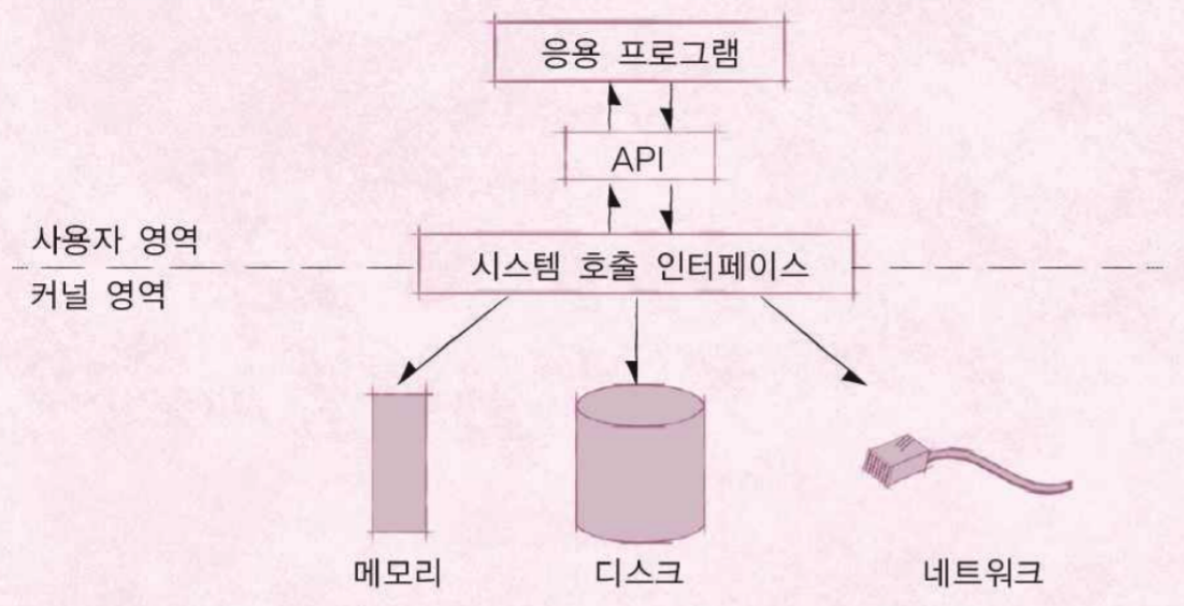 응용 프로그램
API
사용자 영역
시스템 호출 인터페이스
커널 영역
메모리 디스크 네트워크